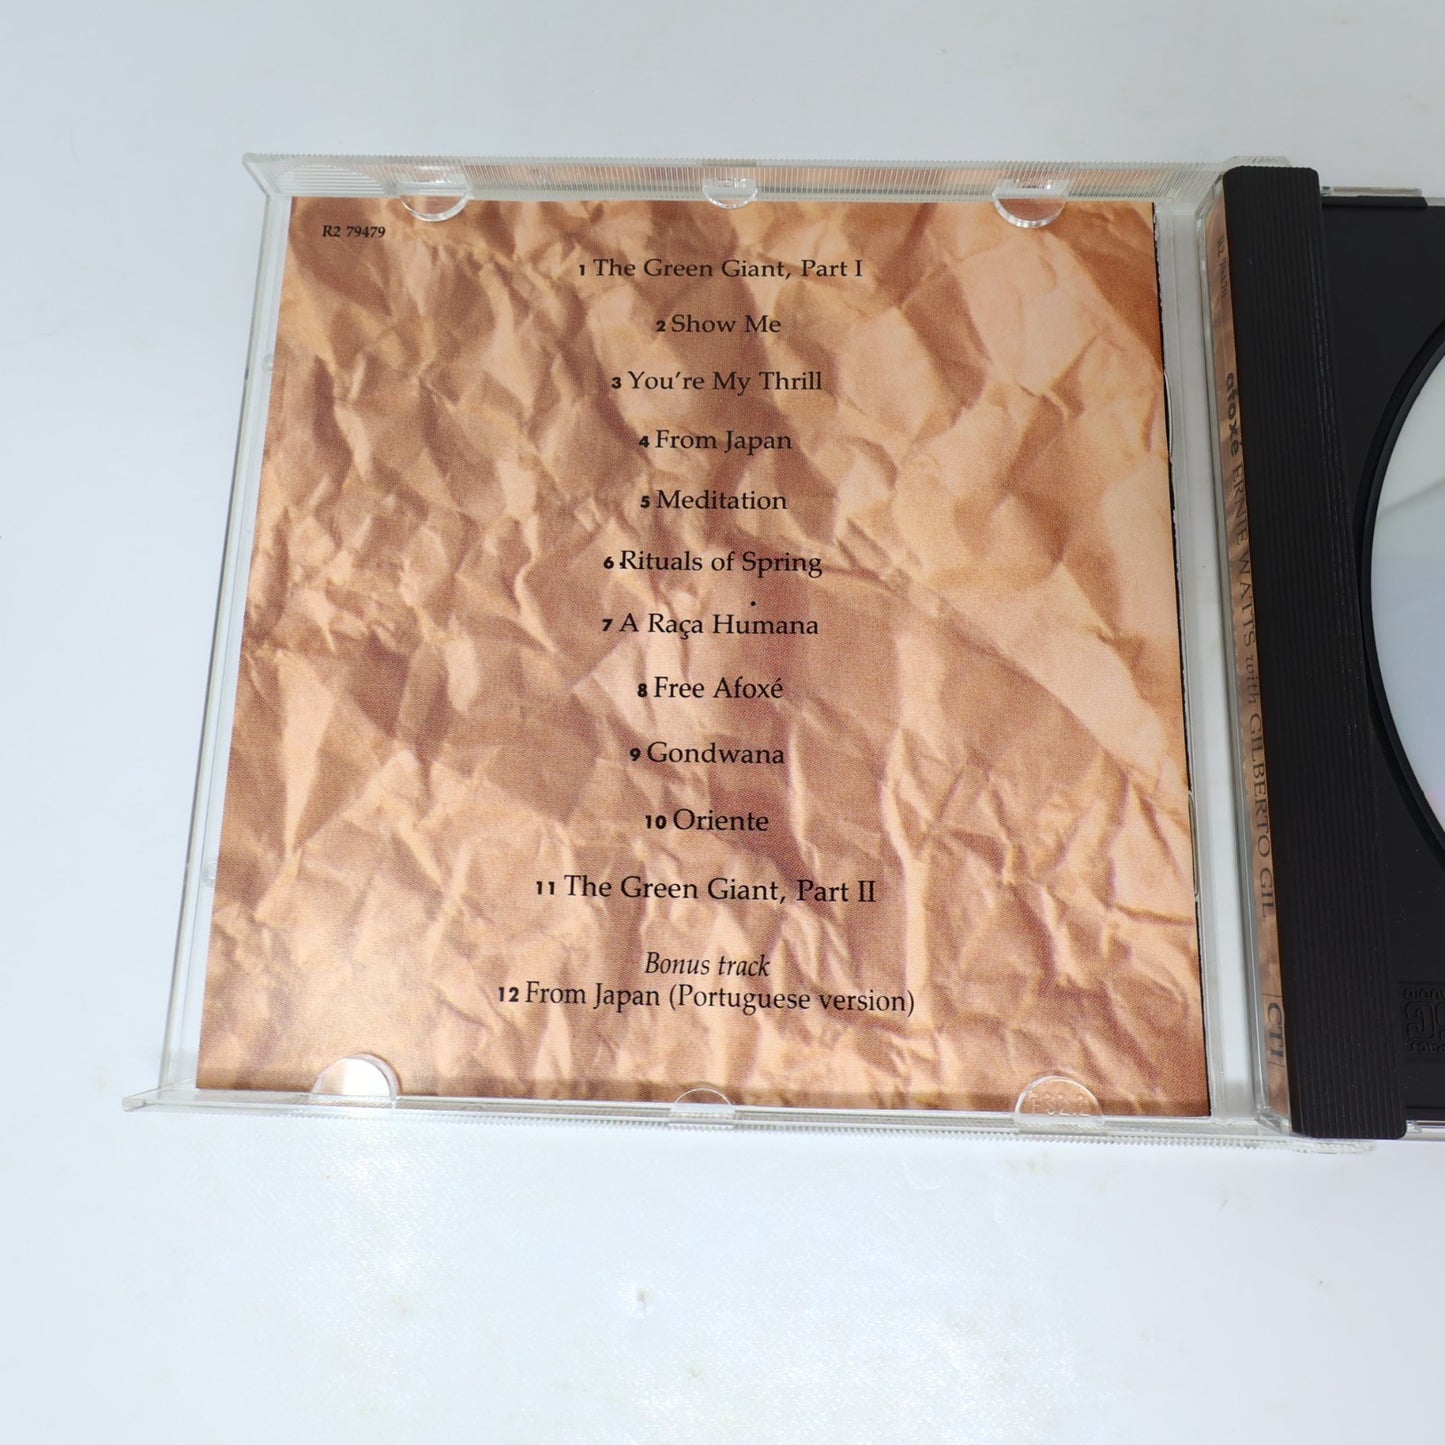 R2 79479
1 The Green Giant, Part I
2 Show Me
3 You're My Thrill
4 From Japan
5 Meditation
6 Rituals of Spring
7 A Raça Humana
8 Free Afoxé
9 Gondwana
10 Oriente
11 The Green Giant, Part II
Bonus track
12 From Japan (Portuguese version)
R2 79479 afoxé ERNIE WATTS with GILBERTO GIL CTI